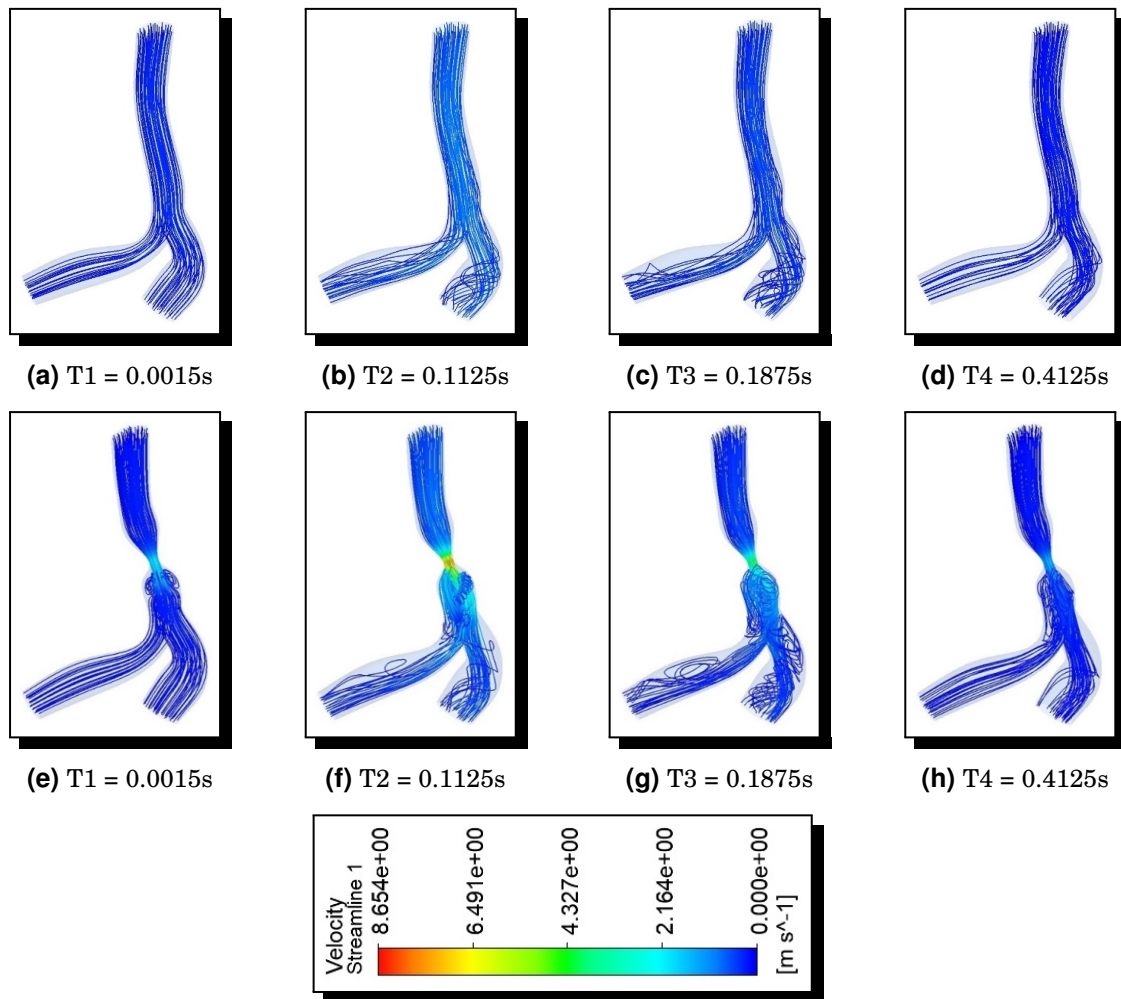 (a) T1 = 0.0015s
(b) T2 = 0.1125s
(c) T3 = 0.1875s
(d) T4 = 0.4125s
(e) T1 = 0.0015s
(f) T2 = 0.1125s
(g) T3 = 0.1875s
(h) T4 = 0.4125s
Velocity
Streamline 1
8.654e+00
6.491e+00
4.327e+00
2.164e+00
0.000e+00
[m s^-1]